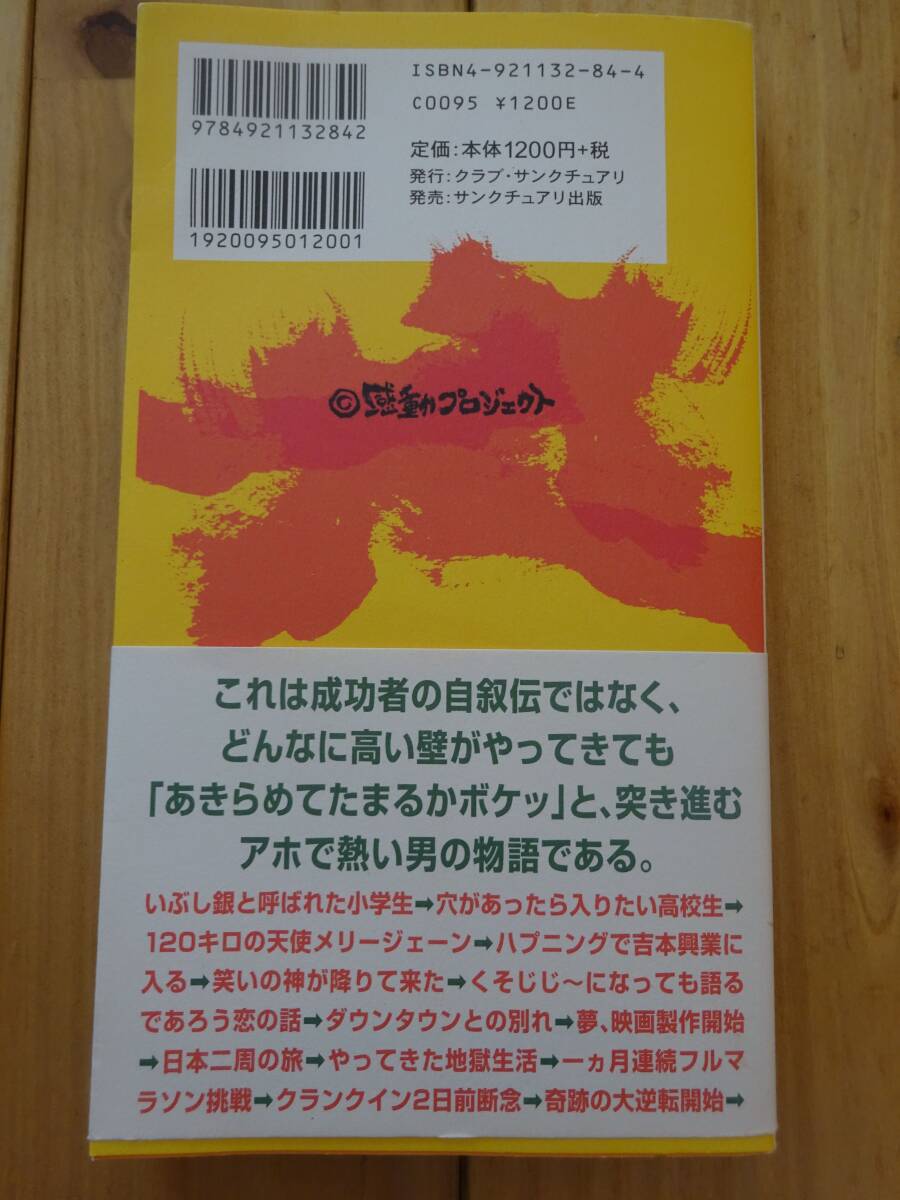 ISBN4-921132-84-4
C0095 ¥1200E
9784921132842
定価：本体1200円+税
発行：クラブ・サンクチュアリ
発売：サンクチュアリ出版
1920095012001
©感動プロジェクト
これは成功者の自叙伝ではなく、
どんなに高い壁がやってきても
「あきらめてたまるかボケッ」と、突き進む
アホで熱い男の物語である。
いぶし銀と呼ばれた小学生➡穴があったら入りたい高校生➡
120キロの天使メリージェーン➡ハプニングで吉本興業に
入る➡笑いの神が降りて来た➡くそじじ〜になっても語る
であろう恋の話➡ダウンタウンとの別れ➡夢、映画製作開始
➡日本二周の旅➡やってきた地獄生活➡一ヵ月連続フルマ
ラソン挑戦➡クランクイン2日前断念➡奇跡の大逆転開始➡